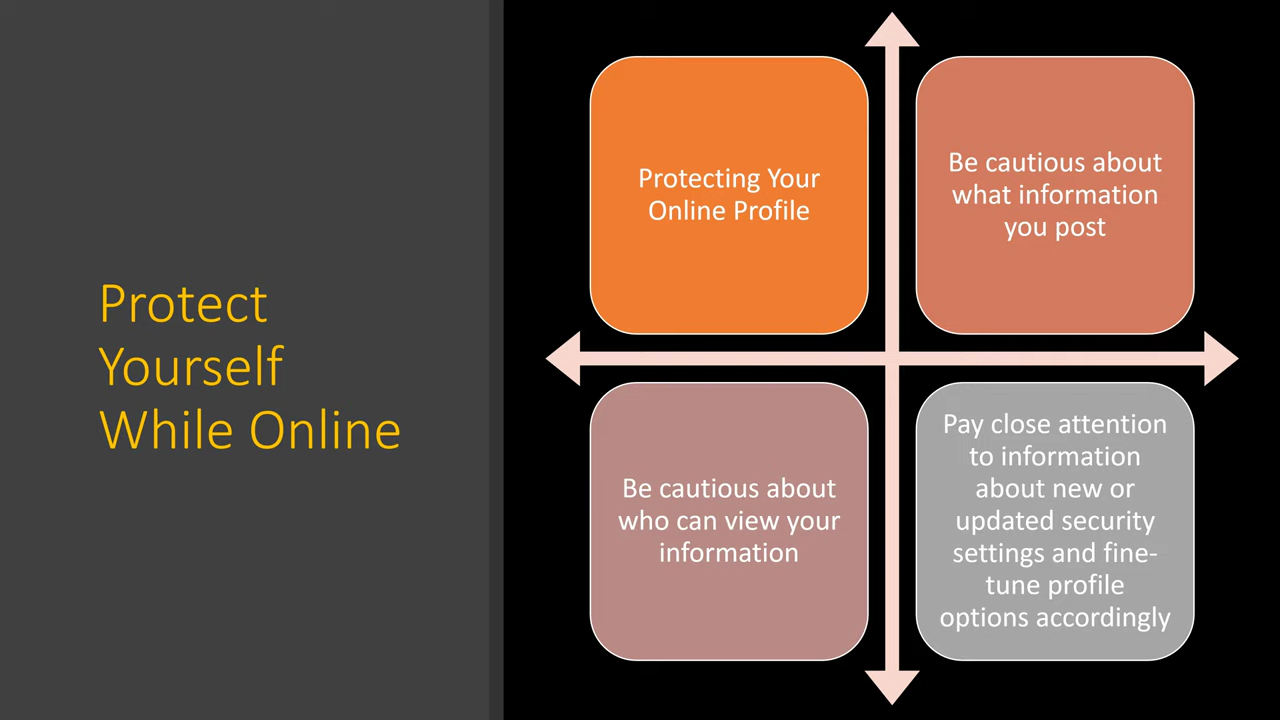 Protect
Yourself
While Online
Protecting Your
Online Profile
Be cautious about
what information
you post
Be cautious about
who can view your
information
Pay close attention
to information
about new or
updated security
settings and fine-
tune profile
options accordingly